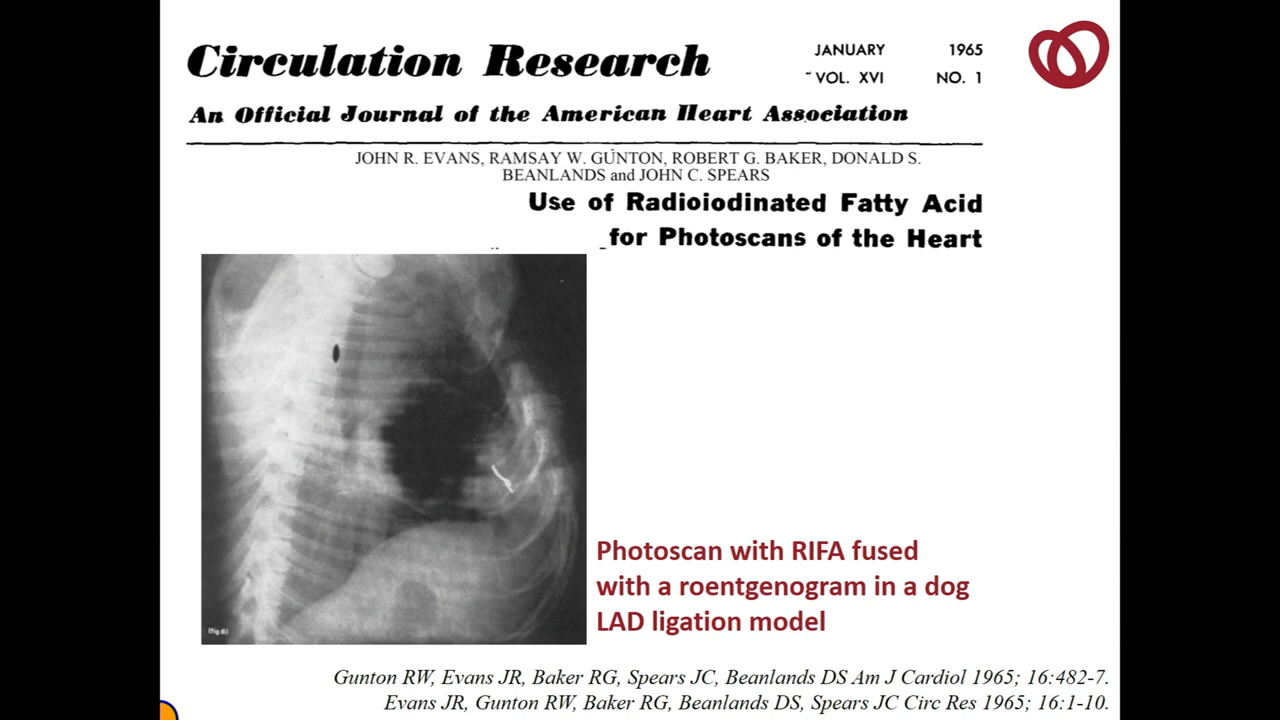 Circulation Research
JANUARY 1965
VOL. XVI NO. 1
An Official Journal of the American Heart Association
JOHN R. EVANS, RAMSAY W. GUNTON, ROBERT G. BAKER, DONALD S.
BEANLANDS and JOHN C. SPEARS
Use of Radioiodinated Fatty Acid
for Photoscans of the Heart
(Fig. 6)
Photoscan with RIFA fused
with a roentgenogram in a dog
LAD ligation model
Gunton RW, Evans JR, Baker RG, Spears JC, Beanlands DS Am J Cardiol 1965; 16:482-7.
Evans JR, Gunton RW, Baker RG, Beanlands DS, Spears JC Circ Res 1965; 16:1-10.